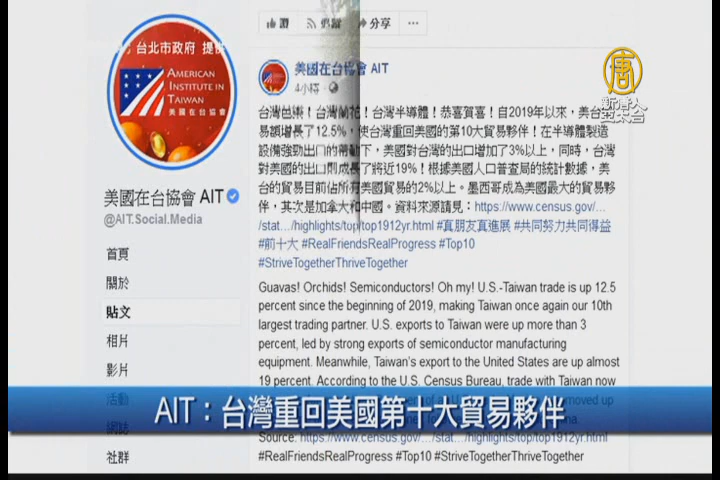 台北市政府 提供
AMERICAN
INSTITUTE IN
TAIWAN
美國在台協會
美國在台協會 AIT
@AIT.Social.Media
首頁
關於
貼文
相片
影片
活動
網誌
社群
讚
追蹤
分享
美國在台協會 AIT
4小時
台灣芭樂！台灣蘭花！台灣半導體！恭喜賀喜！自2019年以來，美台
易額增長了12.5%，使台灣重回美國的第10大貿易夥伴！在半導體製造
設備強勁出口的帶動下，美國對台灣的出口增加了3%以上，同時，台灣
對美國的出口則成長了將近19%！根據美國人口普查局的統計數據，美
台的貿易目前佔所有美國貿易的2%以上。墨西哥成為美國最大的貿易夥
伴，其次是加拿大和中國。資料來源請見：https://www.census.gov/...
/stat.../highlights/top/top1912yr.html #真朋友真進展 #共同努力共同得益
#前十大 #RealFriendsRealProgress #Top10
#StriveTogetherThriveTogether
Guavas! Orchids! Semiconductors! Oh my! U.S.-Taiwan trade is up 12.5
percent since the beginning of 2019, making Taiwan once again our 10th
largest trading partner. U.S. exports to Taiwan were up more than 3
percent, led by strong exports of semiconductor manufacturing
equipment. Meanwhile, Taiwan's export to the United States are up almost
19 percent. According to the U.S. Census Bureau, trade with Taiwan now
moved up
Source: https://www.census.gov/.../stat.../highlights/top/top1912yr.html
#RealFriendsRealProgress #Top10 #StriveTogetherThriveTogether
AIT：台灣重回美國第十大貿易夥伴
唐
新唐人
亞太台